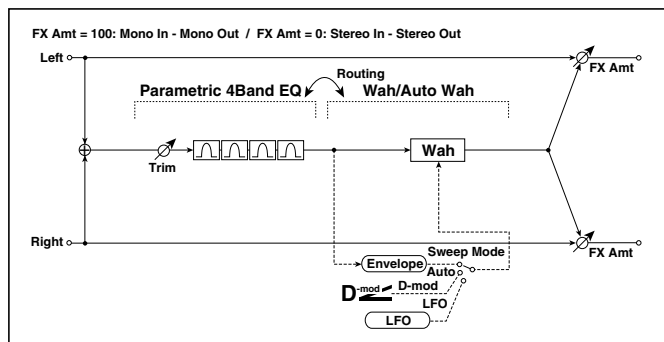 FX Amt = 100: Mono In - Mono Out / FX Amt = 0: Stereo In - Stereo Out
Left
FX Amt
Routing
Parametric 4Band EQ
Wah/Auto Wah
Trim
Wah
Right
FX Amt
Sweep Mode
Envelope
Auto
D-mod
D-mod
LFO
LFO